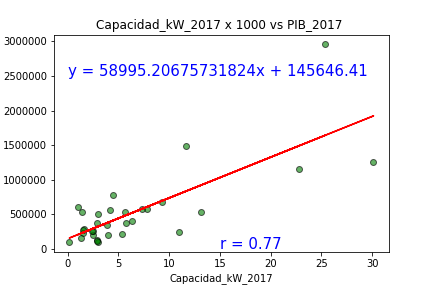 Capacidad_kW_2017 x 1000 vs PIB_2017
3000000
2500000
2000000
1500000
1000000
500000
0
y = 58995.20675731824x + 145646.41
r = 0.77
0 5 10 15 20 25 30
Capacidad_kW_2017